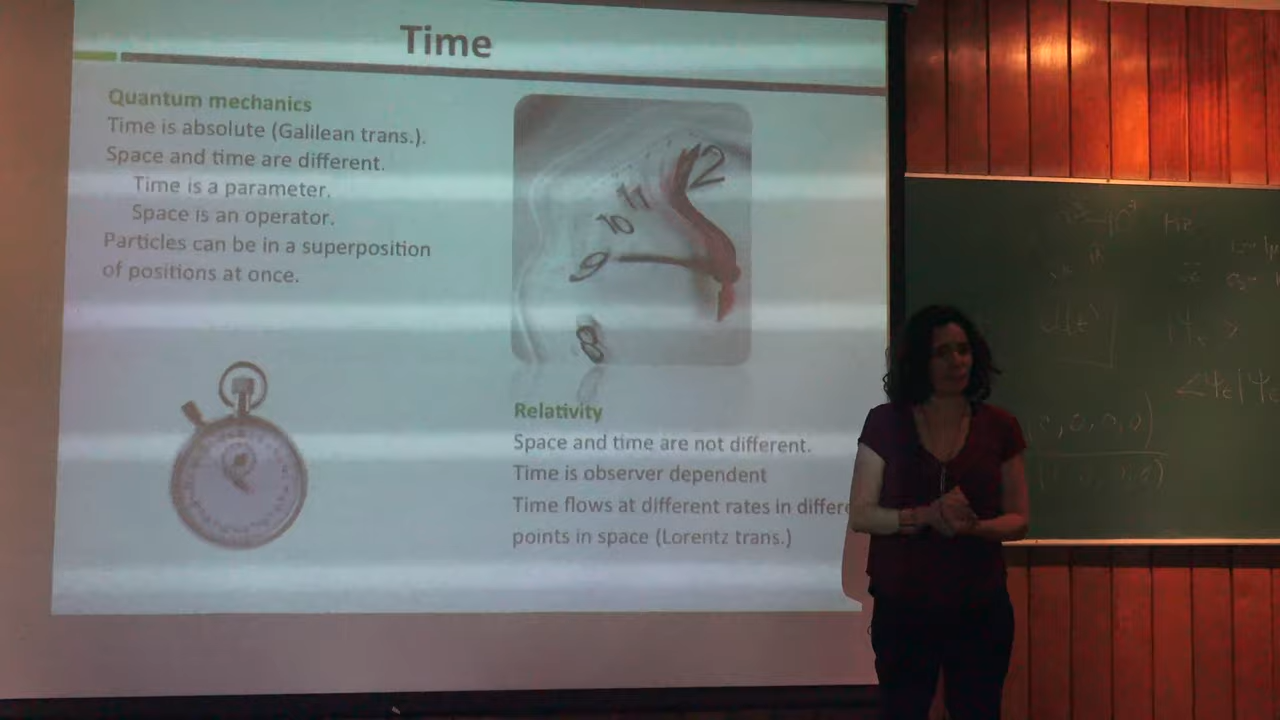 Time
Quantum mechanics
Time is absolute (Galilean trans.).
Space and time are different.
Time is a parameter.
Space is an operator.
Particles can be in a superposition
of positions at once.
12
11
10
9
8
Relativity
Space and time are not different.
Time is observer dependent
Time flows at different rates in differe
points in space (Lorentz trans.)